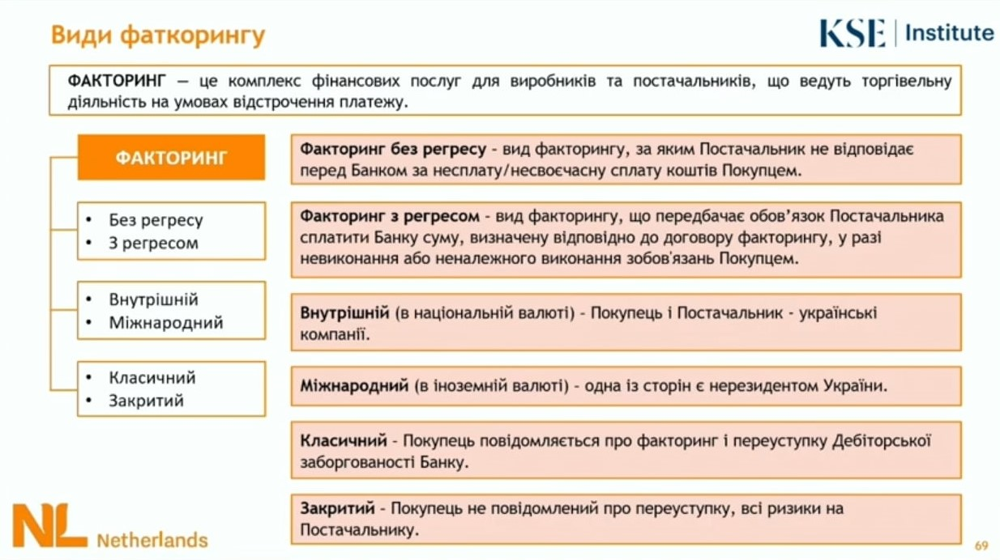 Види фаткорингу
KSE Institute
ФАКТОРИНГ – це комплекс фінансових послуг для виробників та постачальників, що ведуть торгівельну
діяльність на умовах відстрочення платежу.
ФАКТОРИНГ
• Без регресу
• З регресом
• Внутрішній
• Міжнародний
• Класичний
• Закритий
Факторинг без регресу - вид факторингу, за яким Постачальник не відповідає
перед Банком за несплату/несвоєчасну сплату коштів Покупцем.
Факторинг з регресом - вид факторингу, що передбачає обов’язок Постачальника
сплатити Банку суму, визначену відповідно до договору факторингу, у разі
невиконання або неналежного виконання зобов'язань Покупцем.
Внутрішній (в національній валюті) - Покупець і Постачальник - українські
компанії.
Міжнародний (в іноземній валюті) - одна із сторін є нерезидентом України.
Класичний - Покупець повідомляється про факторинг і переуступку Дебіторської
заборгованості Банку.
Закритий - Покупець не повідомлений про переуступку, всі ризики на
Постачальнику.
NL Netherlands
69